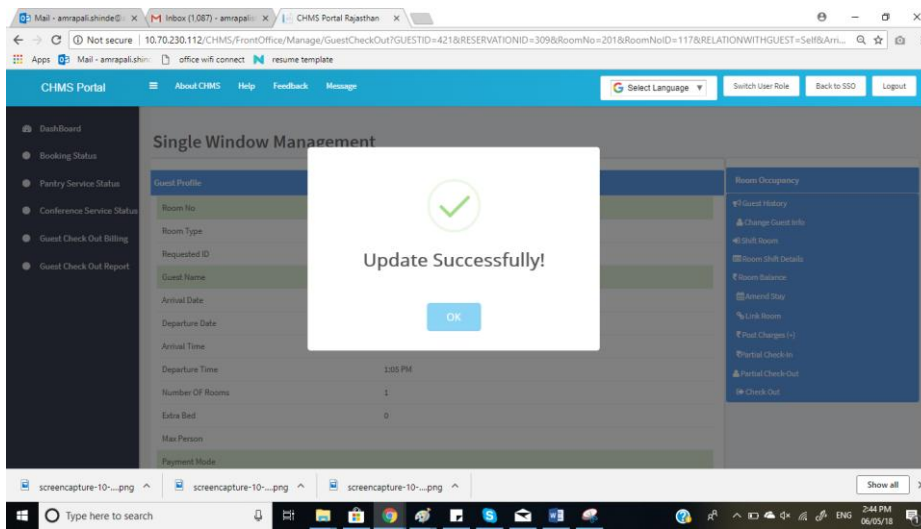 Mail - amrapali.shinde@
Inbox (1,087) - amrapali
CHMS Portal Rajasthan
Not secure
10.70.230.112/CHMS/FrontOffice/Manage/GuestCheckOut?GUESTID=421&RESERVATIONID=309&RoomNo=201&RoomNoID=117&RELATIONWITHGUEST=Self&Arri...
Apps
Mail - amrapali.shin
office wifi connect
resume template
CHMS Portal
About CHMS
Help
Feedback
Message
Select Language ▼
Switch User Role
Back to SSO
Logout
DashBoard
Booking Status
Pantry Service Status
Conference Service Status
Guest Check Out Billing
Guest Check Out Report
Single Window Management
Guest Profile
Room No
Room Type
Requested ID
Guest Name
Arrival Date
Departure Date
Arrival Time
Departure Time 1:05 PM
Number OF Rooms 1
Extra Bed 0
Max Person
Payment Mode
Update Successfully!
OK
Room Occupancy
Guest History
Change Guest Info
Shift Room
Room Shift Details
Room Balance
Amend Stay
Link Room
Post Charges (+)
Partial Check-In
Partial Check-Out
Check Out
screencapture-10-....png
screencapture-10-....png
screencapture-10-....png
Show all
Type here to search
ENG
2:44 PM
06/05/18